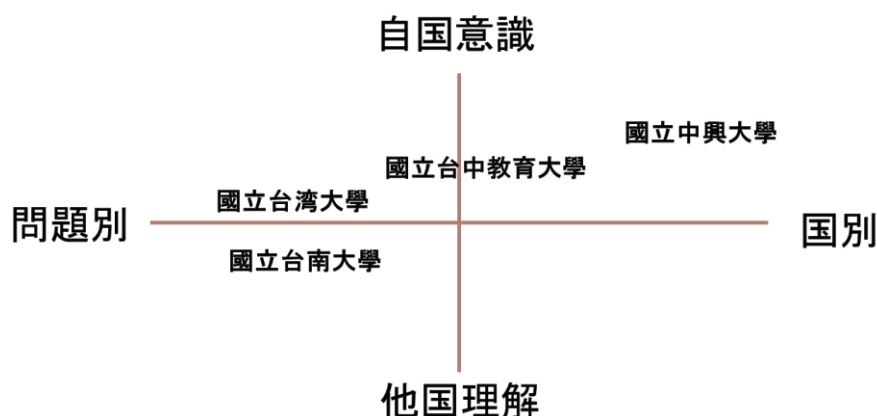 自国意識
國立中興大學
國立台中教育大學
國立台湾大學
問題別
国別
國立台南大學
他国理解